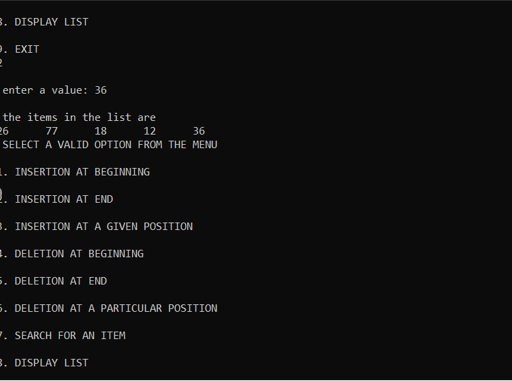 8. DISPLAY LIST
9. EXIT
2
enter a value: 36
the items in the list are
26 77 18 12 36
SELECT A VALID OPTION FROM THE MENU
1. INSERTION AT BEGINNING
2. INSERTION AT END
3. INSERTION AT A GIVEN POSITION
4. DELETION AT BEGINNING
5. DELETION AT END
6. DELETION AT A PARTICULAR POSITION
7. SEARCH FOR AN ITEM
8. DISPLAY LIST